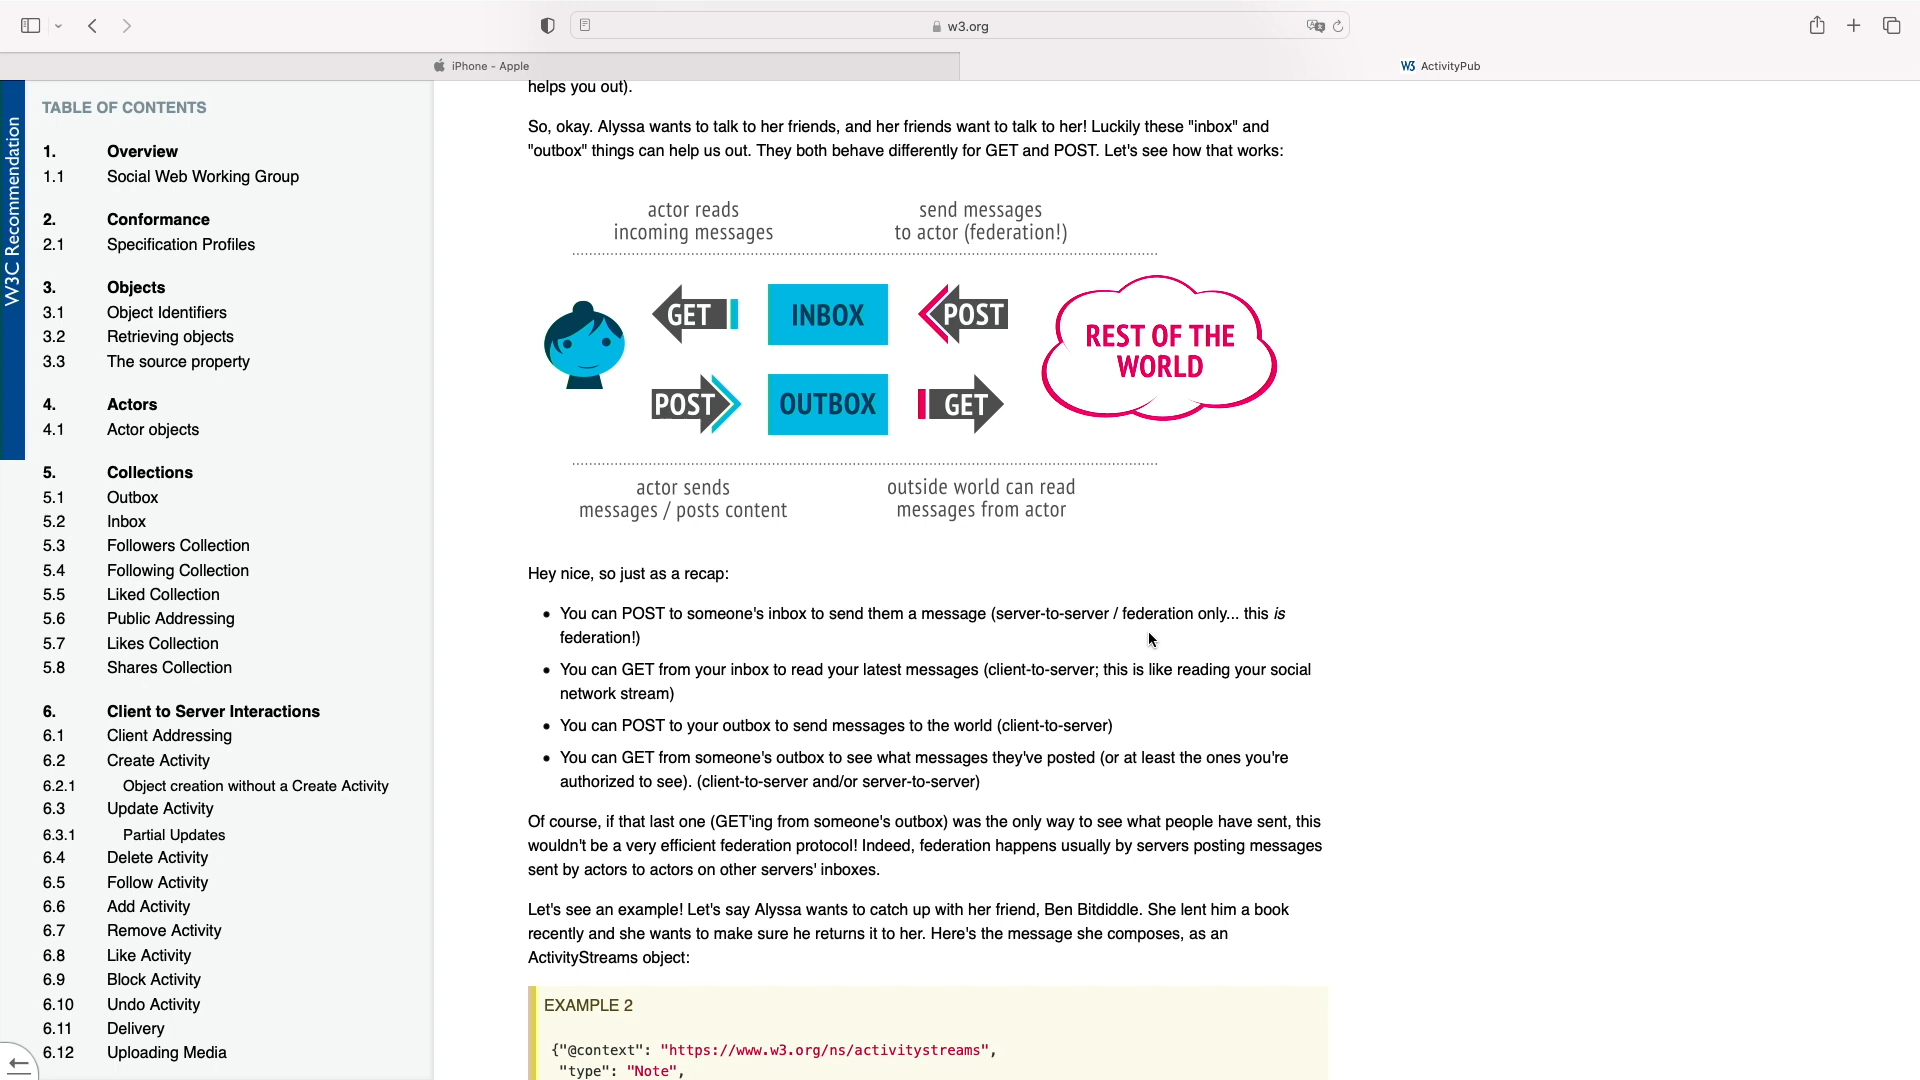 w3.org
iPhone - Apple
W3 ActivityPub
W3C Recommendation
TABLE OF CONTENTS
1. Overview
1.1 Social Web Working Group
2. Conformance
2.1 Specification Profiles
3. Objects
3.1 Object Identifiers
3.2 Retrieving objects
3.3 The source property
4. Actors
4.1 Actor objects
5. Collections
5.1 Outbox
5.2 Inbox
5.3 Followers Collection
5.4 Following Collection
5.5 Liked Collection
5.6 Public Addressing
5.7 Likes Collection
5.8 Shares Collection
6. Client to Server Interactions
6.1 Client Addressing
6.2 Create Activity
6.2.1 Object creation without a Create Activity
6.3 Update Activity
6.3.1 Partial Updates
6.4 Delete Activity
6.5 Follow Activity
6.6 Add Activity
6.7 Remove Activity
6.8 Like Activity
6.9 Block Activity
6.10 Undo Activity
6.11 Delivery
6.12 Uploading Media
helps you out).
So, okay. Alyssa wants to talk to her friends, and her friends want to talk to her! Luckily these "inbox" and
"outbox" things can help us out. They both behave differently for GET and POST. Let's see how that works:
actor reads
incoming messages
send messages
to actor (federation!)
GET
INBOX
POST
REST OF THE
WORLD
POST
OUTBOX
GET
actor sends
messages / posts content
outside world can read
messages from actor
Hey nice, so just as a recap:
• You can POST to someone's inbox to send them a message (server-to-server / federation only... this is
federation!)
• You can GET from your inbox to read your latest messages (client-to-server; this is like reading your social
network stream)
• You can POST to your outbox to send messages to the world (client-to-server)
• You can GET from someone's outbox to see what messages they've posted (or at least the ones you're
authorized to see). (client-to-server and/or server-to-server)
Of course, if that last one (GET'ing from someone's outbox) was the only way to see what people have sent, this
wouldn't be a very efficient federation protocol! Indeed, federation happens usually by servers posting messages
sent by actors to actors on other servers' inboxes.
Let's see an example! Let's say Alyssa wants to catch up with her friend, Ben Bitdiddle. She lent him a book
recently and she wants to make sure he returns it to her. Here's the message she composes, as an
ActivityStreams object:
EXAMPLE 2
{"@context": "https://www.w3.org/ns/activitystreams",
"type": "Note",